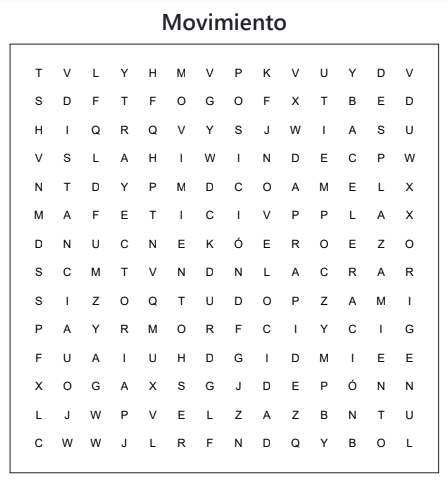 Movimiento
T V L Y H M V P K V U Y D V
S D F T F O G O F X T B E D
H I Q R Q V Y S J W I A S U
V S L A H I W I N D E C P W
N T D Y P M D C O A M E L X
M A F E T I C I V P P L A X
D N U C N E K Ó E R O E Z O
S C M T V N D N L A C R A R
S I Z O Q T U D O P Z A M I
P A Y R M O R F C I Y C I G
F U A I U H D G I D M I E E
X O G A X S G J D E P Ó N N
L J W P V E L Z A Z B N T U
C W W J L R F N D Q Y B O L